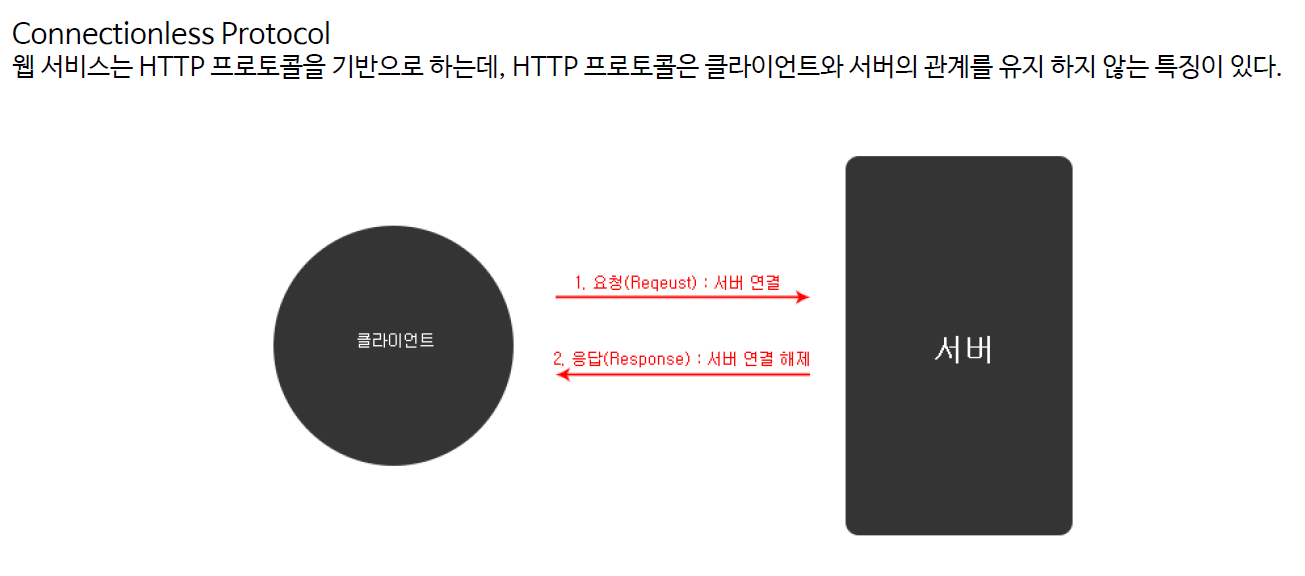 Connectionless Protocol
웹 서비스는 HTTP 프로토콜을 기반으로 하는데, HTTP 프로토콜은 클라이언트와 서버의 관계를 유지 하지 않는 특징이 있다.
1. 요청(Reqeust) : 서버 연결
클라이언트
서버
2. 응답(Response) : 서버 연결 해제